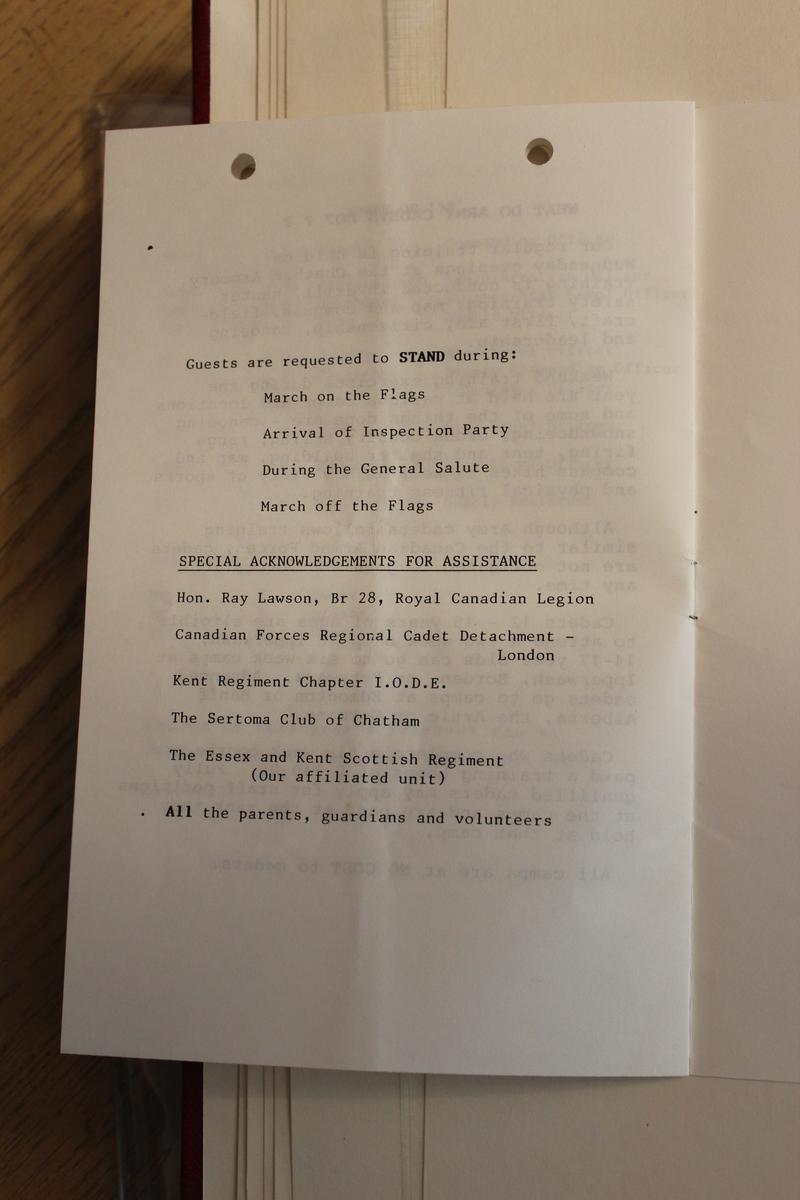 Guests are requested to STAND during:
March on the Flags
Arrival of Inspection Party
During the General Salute
March off the Flags
SPECIAL ACKNOWLEDGEMENTS FOR ASSISTANCE
Hon. Ray Lawson, Br 28, Royal Canadian Legion
Canadian Forces Regional Cadet Detachment -
London
Kent Regiment Chapter I.O.D.E.
The Sertoma Club of Chatham
The Essex and Kent Scottish Regiment
(Our affiliated unit)
. All the parents, guardians and volunteers